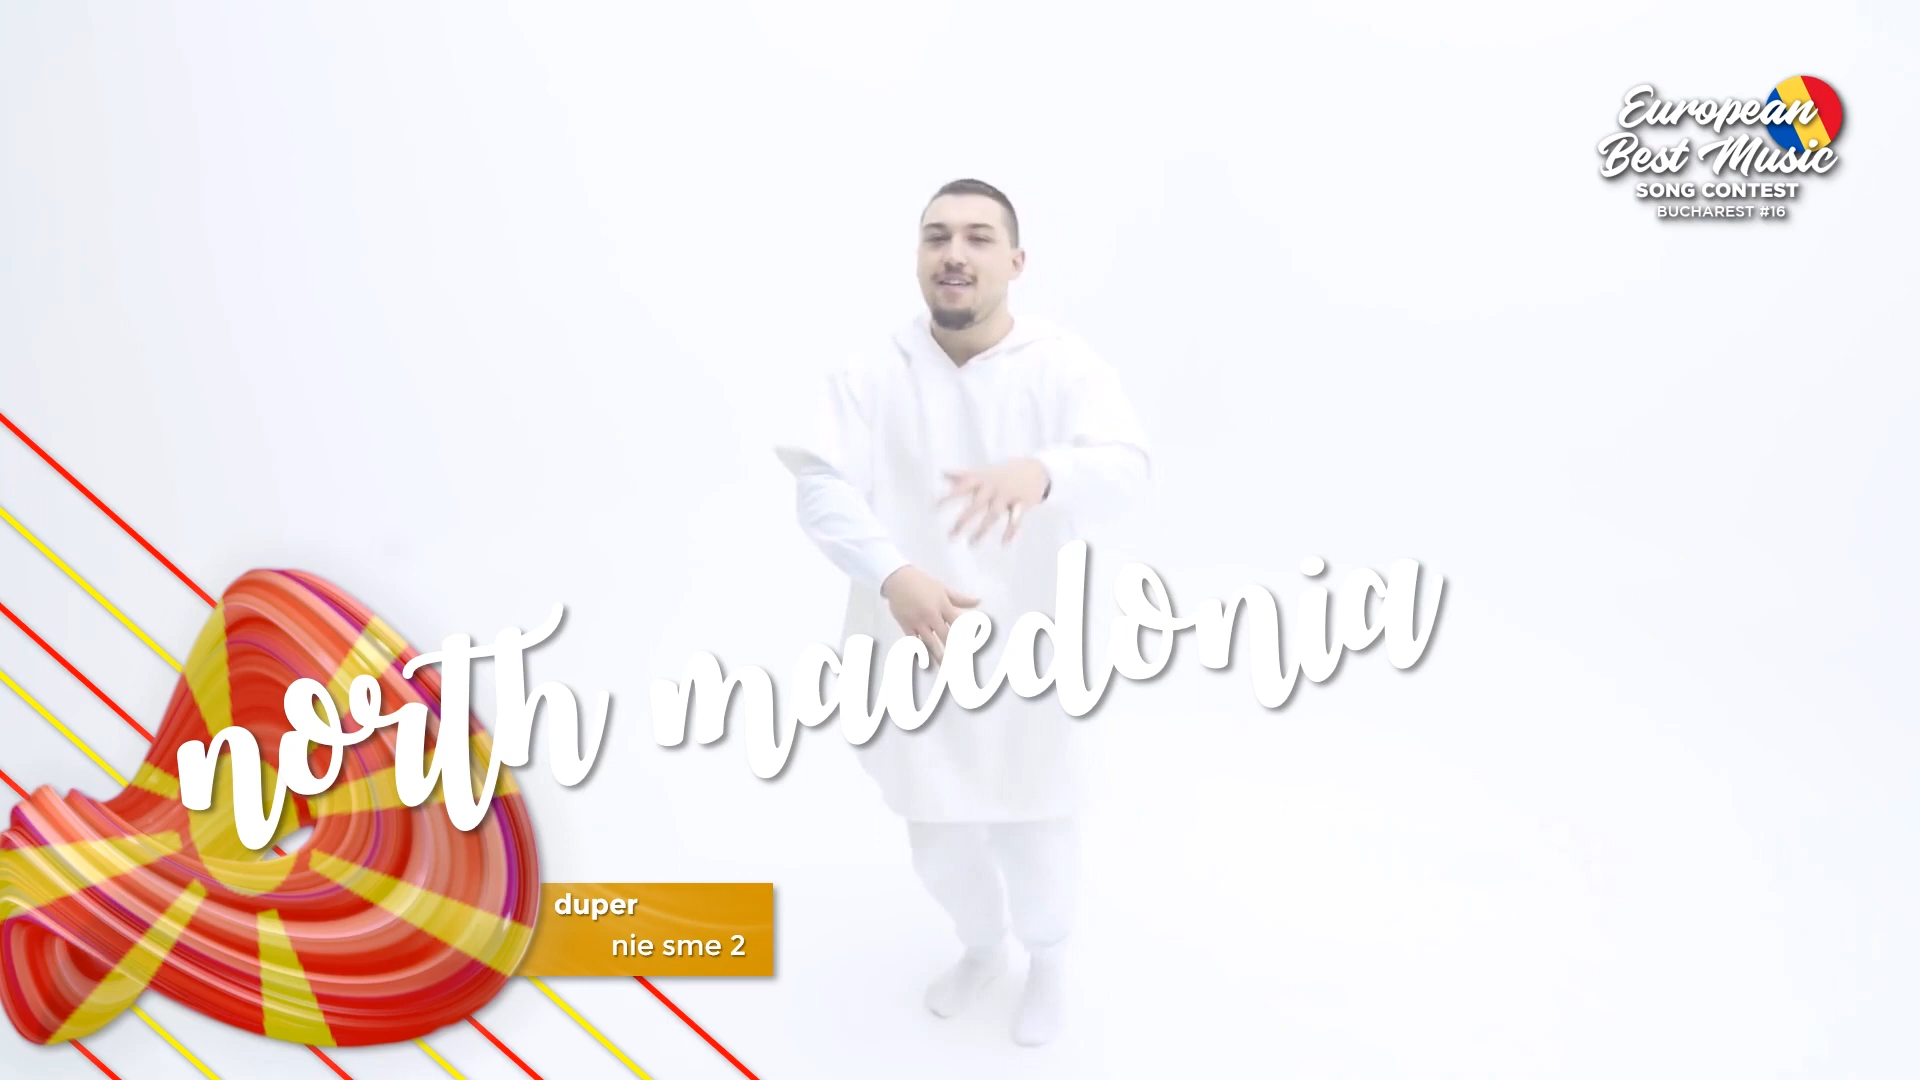 European
Best Music
SONG CONTEST
BUCHAREST #16
north macedonia
duper
nie sme 2